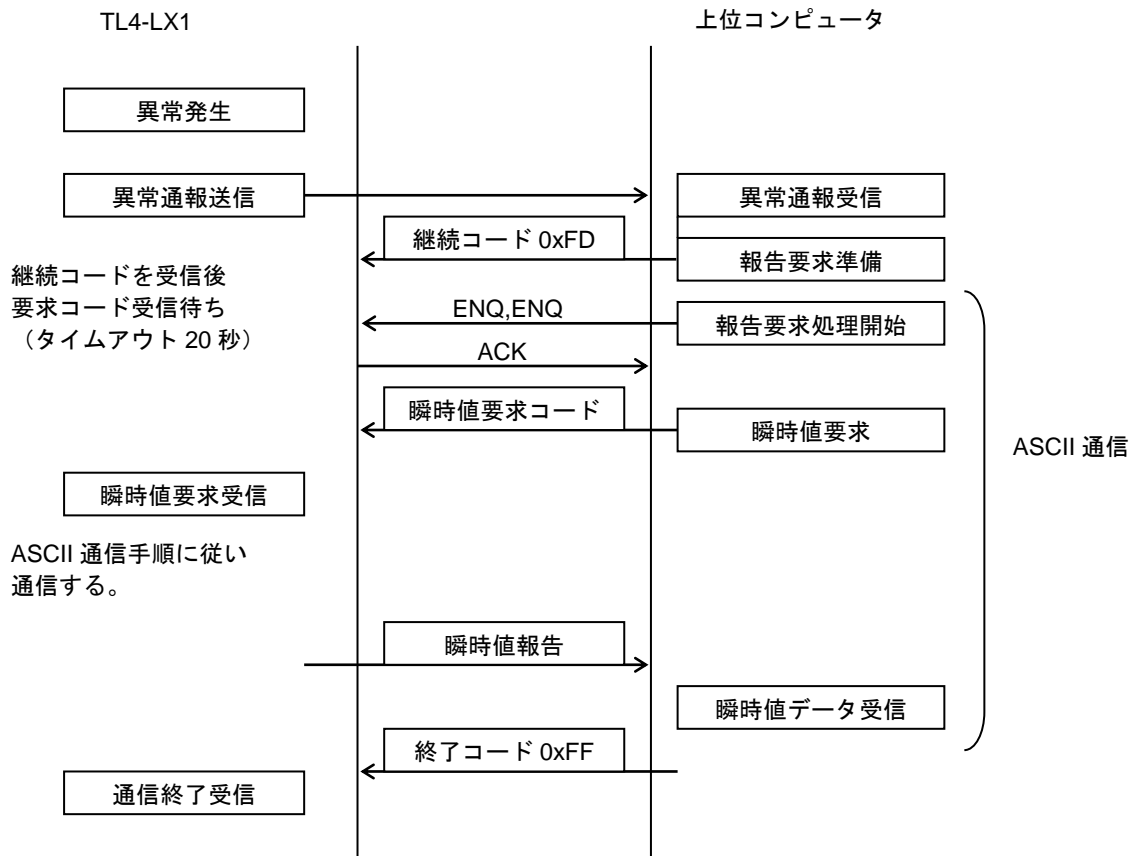 TL4-LX1
上位コンピュータ
異常発生
異常通報送信
異常通報受信
継続コード 0xFD
報告要求準備
継続コードを受信後
要求コード受信待ち
（タイムアウト 20 秒）
ENQ,ENQ
報告要求処理開始
ACK
瞬時値要求コード
瞬時値要求
ASCII 通信
瞬時値要求受信
ASCII 通信手順に従い
通信する。
瞬時値報告
瞬時値データ受信
終了コード 0xFF
通信終了受信